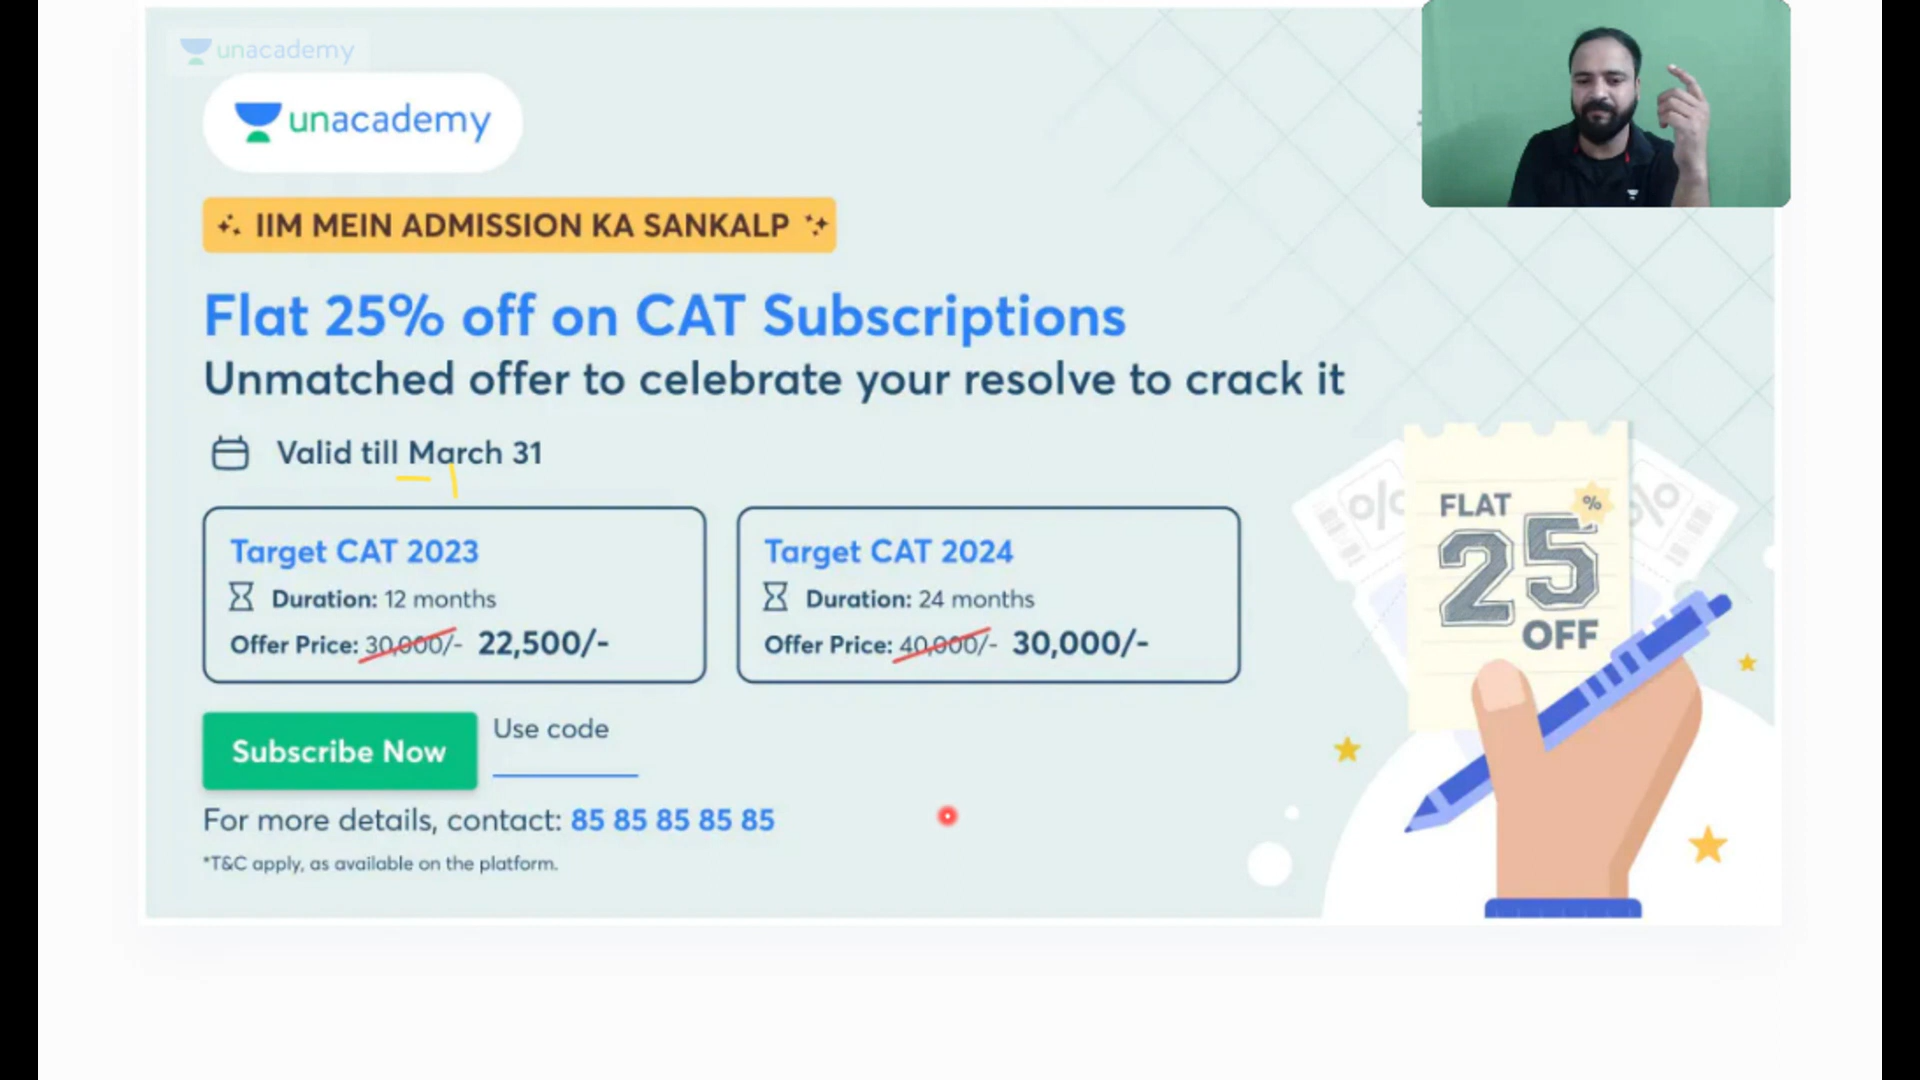 unacademy
unacademy
IIM MEIN ADMISSION KA SANKALP
Flat 25% off on CAT Subscriptions
Unmatched offer to celebrate your resolve to crack it
Valid till March 31
Target CAT 2023
Duration: 12 months
Offer Price: 30,000/- 22,500/-
Target CAT 2024
Duration: 24 months
Offer Price: 40,000/- 30,000/-
Subscribe Now
Use code
For more details, contact: 85 85 85 85 85
*T&C apply, as available on the platform.
% %
FLAT %
25
OFF